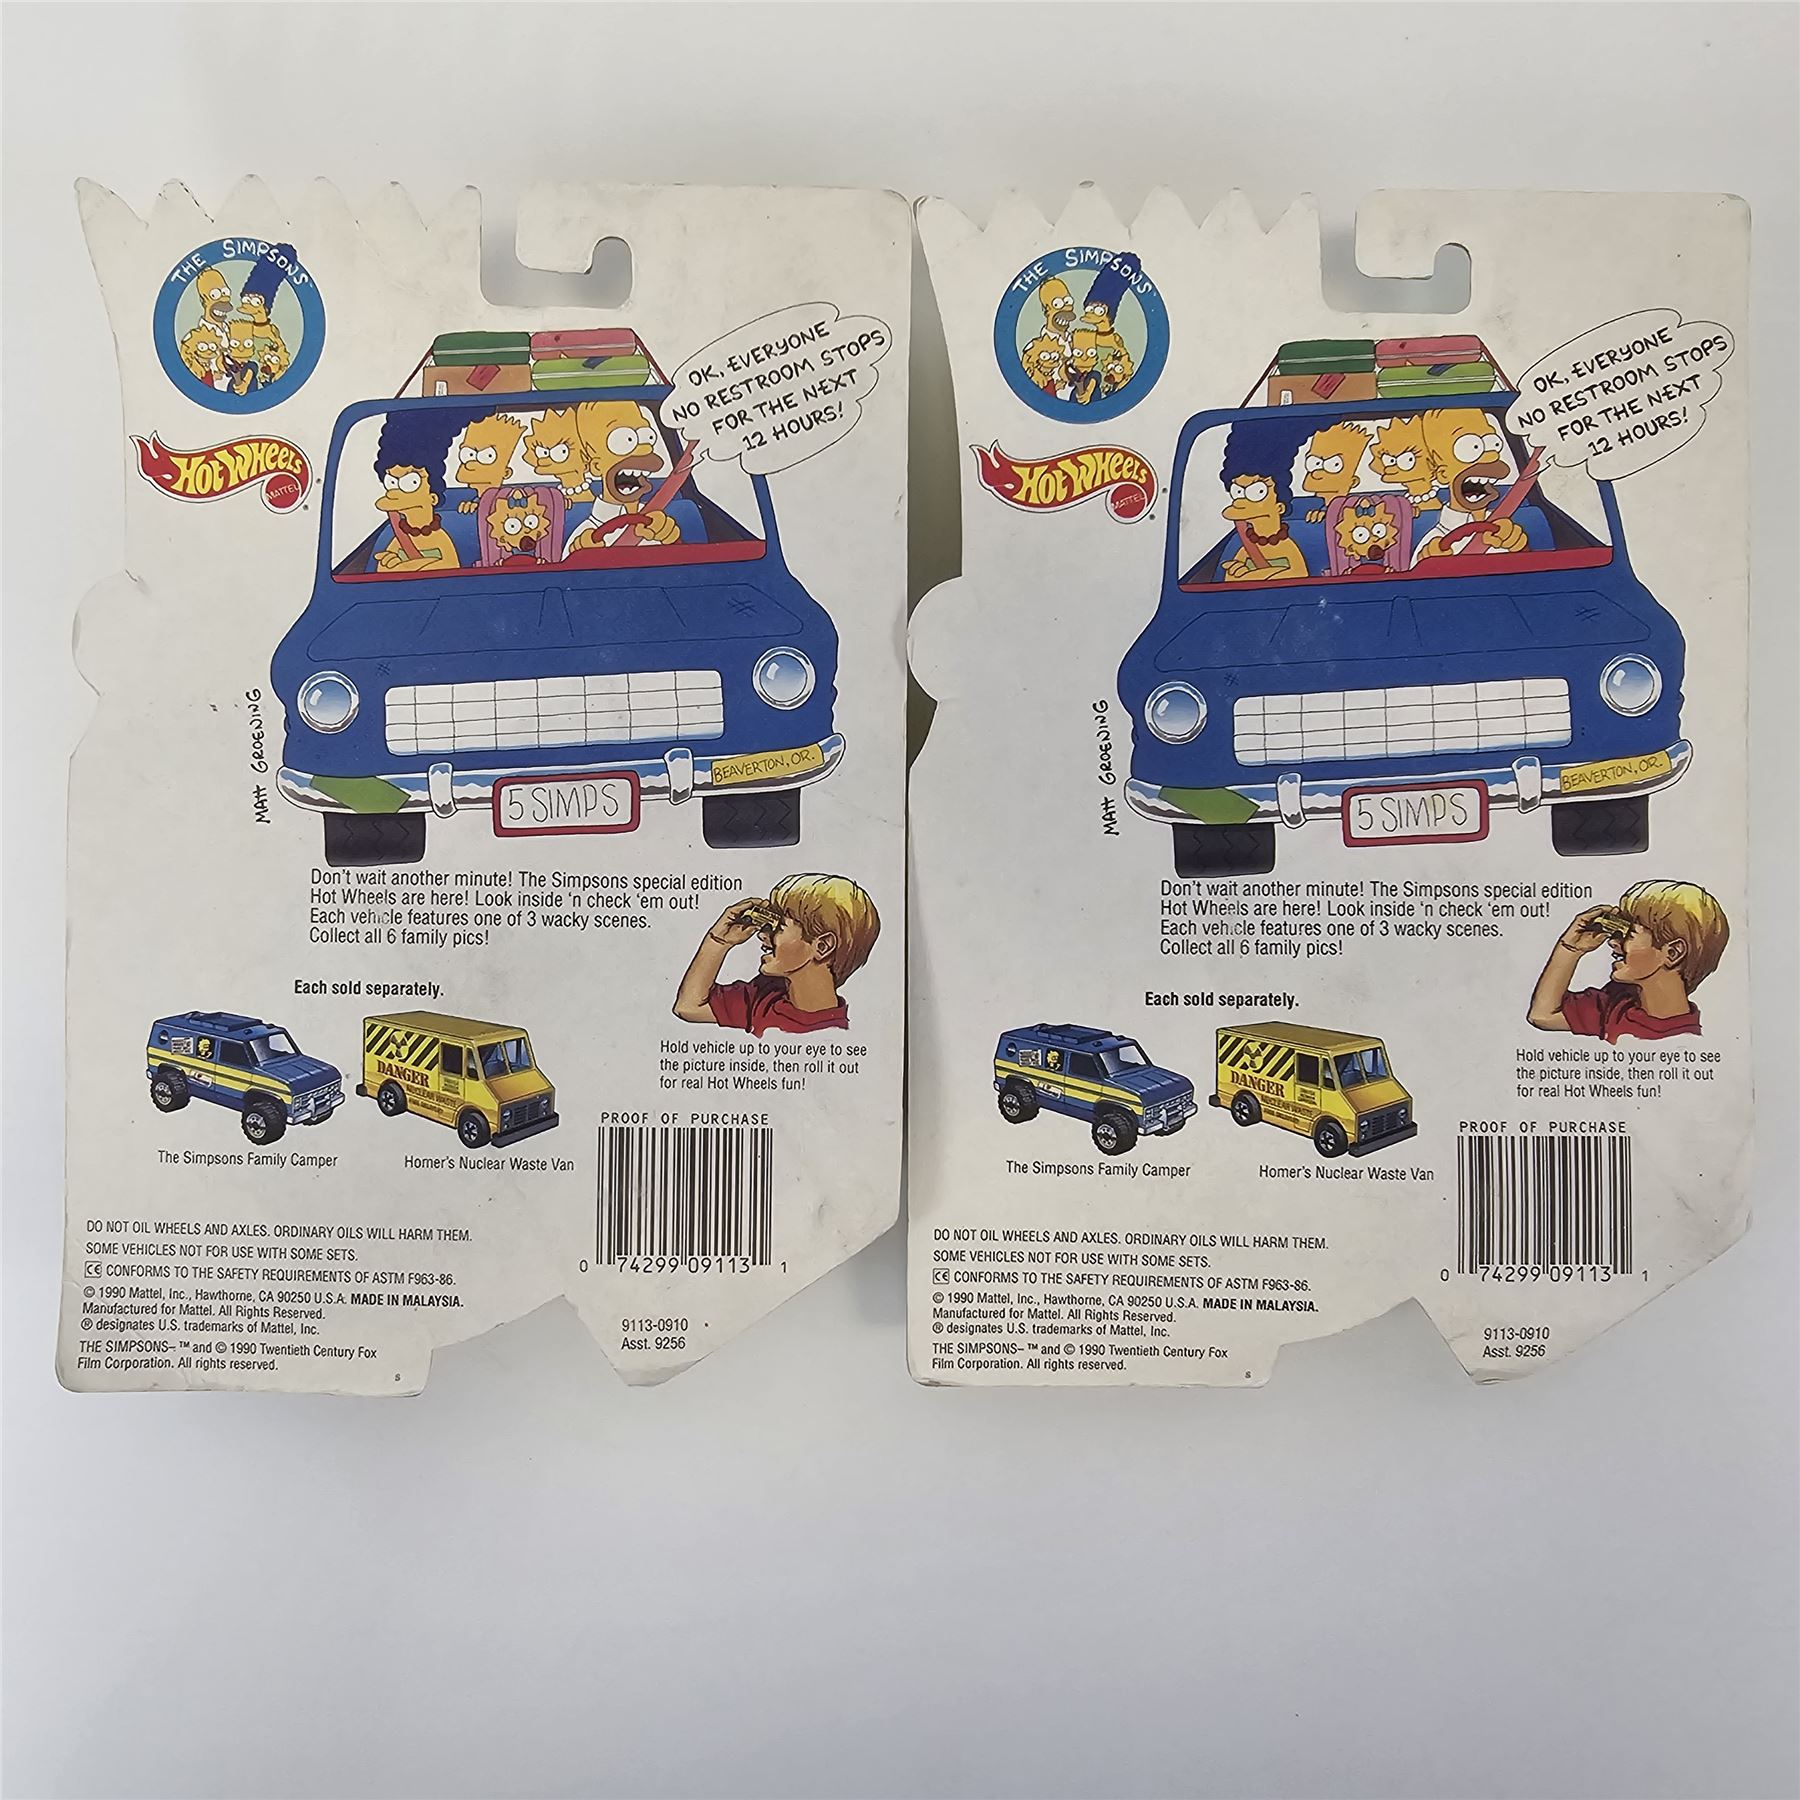 THE SIMPSONS™
Hot Wheels
MATTEL
®
OK, EVERYONE
NO RESTROOM STOPS
FOR THE NEXT
12 HOURS!
MATT GROENING
BEAVERTON, OR.
5 SIMPS
Don't wait another minute! The Simpsons special edition
Hot Wheels are here! Look inside 'n check 'em out!
Each vehicle features one of 3 wacky scenes.
Collect all 6 family pics!
Each sold separately.
Hold vehicle up to your eye to see
the picture inside, then roll it out
for real Hot Wheels fun!
DANGER
NUCLEAR WASTE
The Simpsons Family Camper
Homer's Nuclear Waste Van
PROOF OF PURCHASE
0 74299 09113 1
DO NOT OIL WHEELS AND AXLES. ORDINARY OILS WILL HARM THEM.
SOME VEHICLES NOT FOR USE WITH SOME SETS.
CE CONFORMS TO THE SAFETY REQUIREMENTS OF ASTM F963-86.
© 1990 Mattel, Inc., Hawthorne, CA 90250 U.S.A. MADE IN MALAYSIA.
Manufactured for Mattel. All Rights Reserved.
® designates U.S. trademarks of Mattel, Inc.
THE SIMPSONS– ™ and © 1990 Twentieth Century Fox
Film Corporation. All rights reserved.
s
9113-0910
Asst. 9256
THE SIMPSONS™
Hot Wheels
MATTEL
®
OK, EVERYONE
NO RESTROOM STOPS
FOR THE NEXT
12 HOURS!
MATT GROENING
BEAVERTON, OR.
5 SIMPS
Don't wait another minute! The Simpsons special edition
Hot Wheels are here! Look inside 'n check 'em out!
Each vehicle features one of 3 wacky scenes.
Collect all 6 family pics!
Each sold separately.
Hold vehicle up to your eye to see
the picture inside, then roll it out
for real Hot Wheels fun!
DANGER
NUCLEAR WASTE
The Simpsons Family Camper
Homer's Nuclear Waste Van
PROOF OF PURCHASE
0 74299 09113 1
DO NOT OIL WHEELS AND AXLES. ORDINARY OILS WILL HARM THEM.
SOME VEHICLES NOT FOR USE WITH SOME SETS.
CE CONFORMS TO THE SAFETY REQUIREMENTS OF ASTM F963-86.
© 1990 Mattel, Inc., Hawthorne, CA 90250 U.S.A. MADE IN MALAYSIA.
Manufactured for Mattel. All Rights Reserved.
® designates U.S. trademarks of Mattel, Inc.
THE SIMPSONS– ™ and © 1990 Twentieth Century Fox
Film Corporation. All rights reserved.
s
9113-0910
Asst. 9256